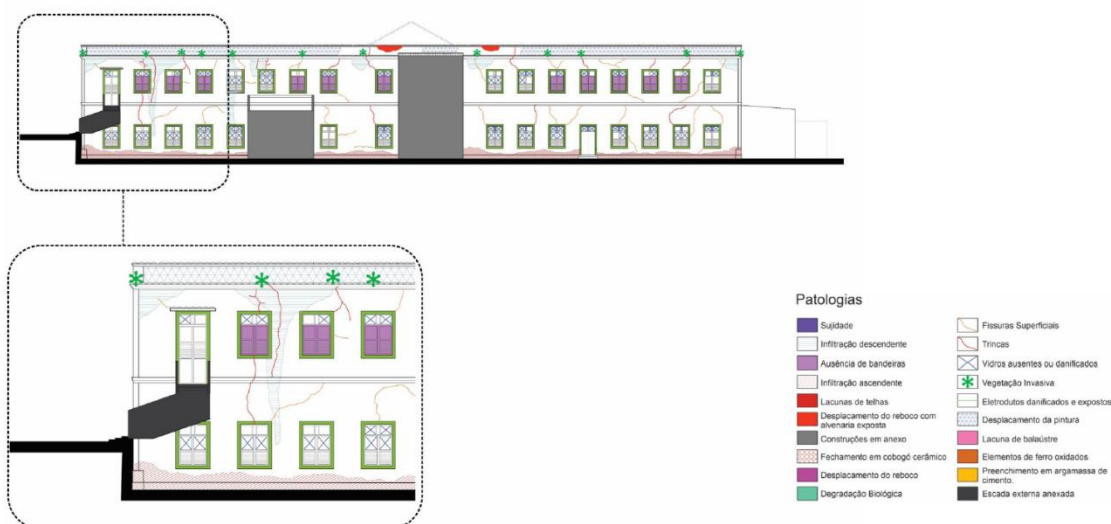 Patologias
Sujidade
Infiltração descendente
Ausência de bandeiras
Infiltração ascendente
Lacunas de telhas
Desplacamento do reboco com
alvenaria exposta
Construções em anexo
Fechamento em cobogó cerâmico
Desplacamento do reboco
Degradação Biológica
Fissuras Superficiais
Trincas
Vidros ausentes ou danificados
Vegetação Invasiva
Eletrodutos danificados e expostos
Desplacamento da pintura
Lacuna de balaústre
Elementos de ferro oxidados
Preenchimento em argamassa de
cimento.
Escada externa anexada